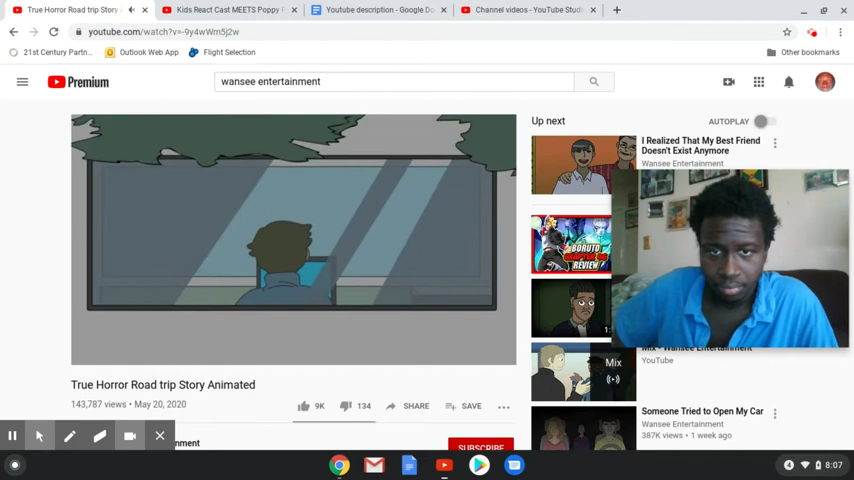 True Horror Road trip Story
Kids React Cast MEETS Poppy
Youtube description - Google Do
Channel videos - YouTube Studi
youtube.com/watch?v=-9y4wWm5j2w
21st Century Partn...
Outlook Web App
Flight Selection
Other bookmarks
Premium
wansee entertainment
Up next
AUTOPLAY
I Realized That My Best Friend
Doesn't Exist Anymore
Wansee Entertainment
BORUTO
REVIEW
Mix
Mix - Wansee Entertainment
YouTube
True Horror Road trip Story Animated
143,787 views • May 20, 2020
9K
134
SHARE
SAVE
Someone Tried to Open My Car
Wansee Entertainment
387K views • 1 week ago
SUBSCRIBE
4
8:07